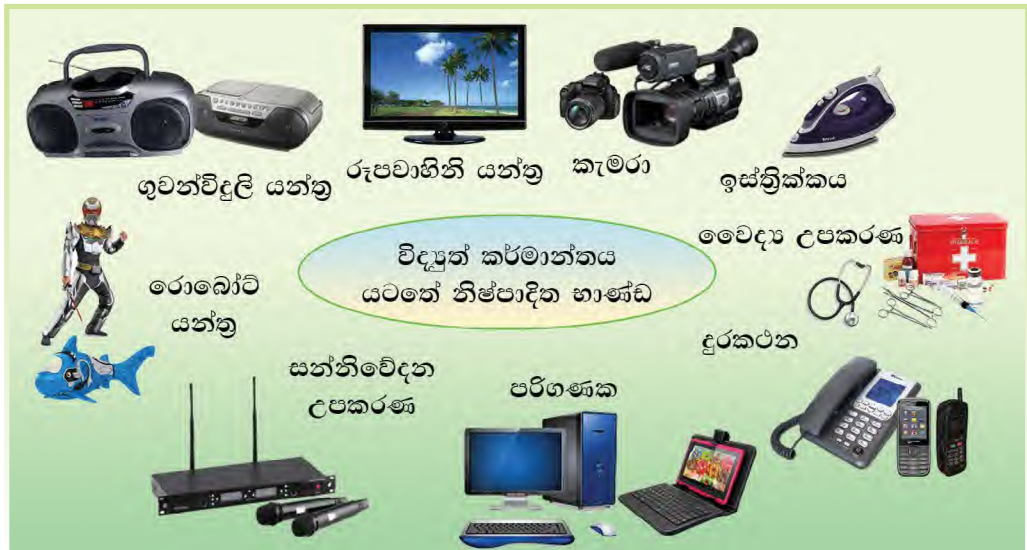 ගුවන්විදුලි යන්ත්‍ර
රූපවාහිනි යන්ත්‍ර
කැමරා
ඉස්ත්‍රික්කය
වෛද්‍ය උපකරණ
විද්‍යුත් කර්මාන්තය
යටතේ නිෂ්පාදිත භාණ්ඩ
රොබෝට්
යන්ත්‍ර
දුරකථන
සන්නිවේදන
උපකරණ
පරිගණක